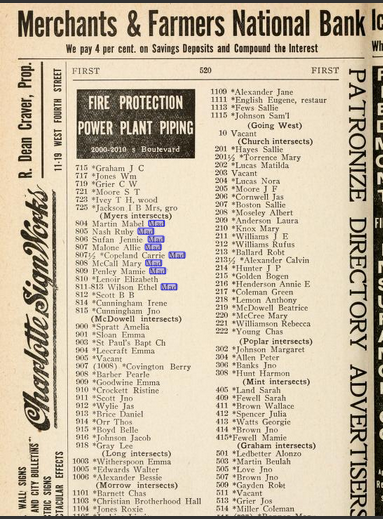 Merchants & Farmers National Bank
We pay 4 per cent. on Savings Deposits and Compound the Interest
R. Dean Craver, Prop.
11-19 WEST FOURTH STREET
Charlotte Sign Works
WALL SIGNS
AND CITY BULLETINS
TRIC SIGNS
TACULAR EFFECTS
FIRST 520 FIRST
FIRE PROTECTION
POWER PLANT PIPING
2000-2010 s Boulevard
715 *Graham J C
717 *Jones Wm
719 *Grier C W
721 *Moore S T
723 *Ivey T H, wood
725 *Jackson I B Mrs, gro
(Myers intersects)
804 Martin Mabel
805 Nash Ruby
806 Sufan Jennie
807 Malone Allie
807½ *Copeland Carrie
808 McCall Mary
809 Penley Mamie
810 *Lenoir Elizabeth
811-813 Wilson Ethel
812 *Scott B B
814 *Cunningham Irene
815 *Cunningham Jno
(McDowell intersects)
900 *Spratt Amelia
901 *Sloan Emma
903 *St Paul's Bapt Ch
904 *Leecraft Emma
905 *Vacant
907 (1008) *Covington Berry
908 *Barber Pearle
909 *Goodwine Emma
910 *Crockett Ristine
911 *Scott Jno
912 *Wylie Jas
913 *Brice Daniel
914 *Orr Thos
915 *Boyd Belle
916 *Johnson Jacob
918 *Gray Lee
(Long intersects)
1003 *Witherspoon Emma
1005 *Edwards Walter
1006 *Alexander Bessie
(Morrow intersects)
1101 *Barnett Chas
1103 *Christian Brotherhood Hall
1104 *Jones Roxie
1109 *Alexander Jane
1111 *English Eugene, restaur
1113 *Fews Sallie
1115 *Johnson Sam'l
(Going West)
10 Vacant
(Church intersects)
201 *Hayes Sallie
201½ *Torrence Mary
202 *Lucas Matilda
203 Vacant
204 *Lucas Nora
205 *Moore J F
206 *Cornwell Jas
207 *Boston Sallie
208 *Moseley Albert
209 *Anderson Laura
210 *Knox Mary
211 *Williams J E
212 *Williams Rufus
213 *Ballard Robt
213½ *Alexander Calvin
214 *Hunter J P
215 *Golden Bogen
216 *Henderson Annie E
217 *Coleman Green
218 *Lemon Anthony
219 *McDowell Beatrice
220 *McCree Mary
221 *Williamson Rebecca
222 *Young Chas
(Poplar intersects)
302 *Johnson Margaret
304 *Allen Peter
306 *Banks Jno
308 *Hunt Harmon
(Mint intersects)
405 *Land Sarah
409 *Fewell Sarah
411 *Brown Wallace
412 *Spencer Julia
413 *Watts George
414 *Brown Jno
415 *Fewell Mamie
(Graham intersects)
501 *Ledbetter Alonzo
503 *Martin Beulah
505 *Love Jno
507 *Brown Jno
509 *Gayden Robt
511 *Vacant
513 *Grier Jos
514 *Miller Coleman
PATRONIZE DIRECTORY ADVERTISERS